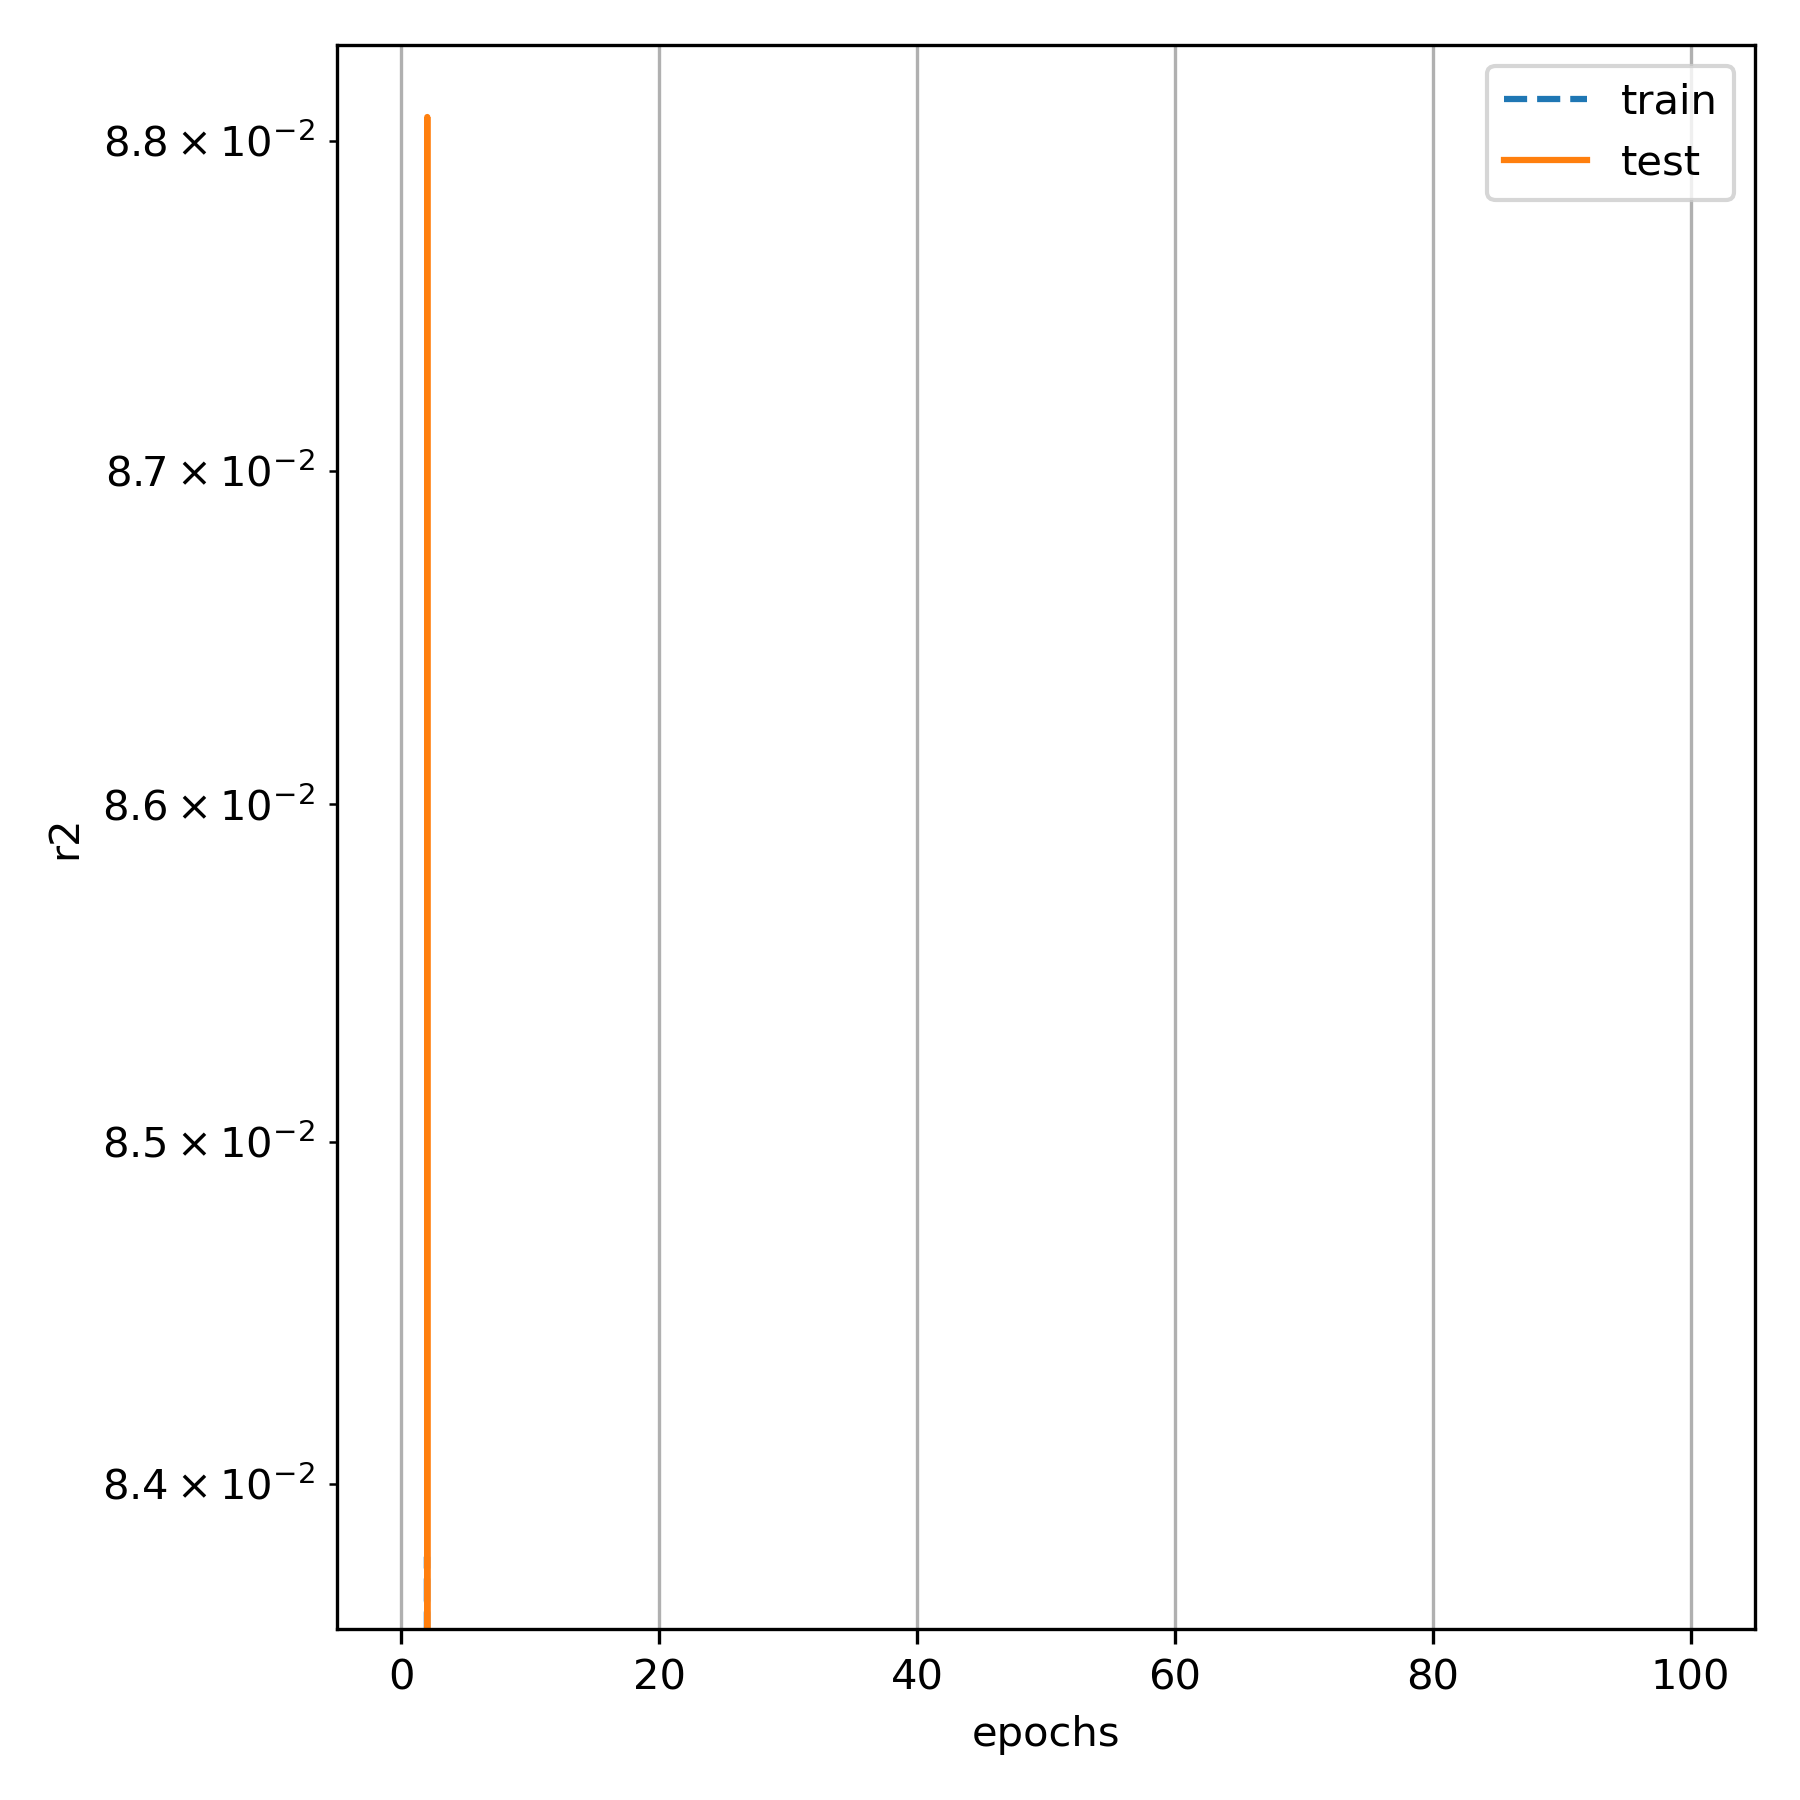 train
test
8.8 × 10⁻²
8.7 × 10⁻²
8.6 × 10⁻²
8.5 × 10⁻²
8.4 × 10⁻²
r2
0 20 40 60 80 100
epochs